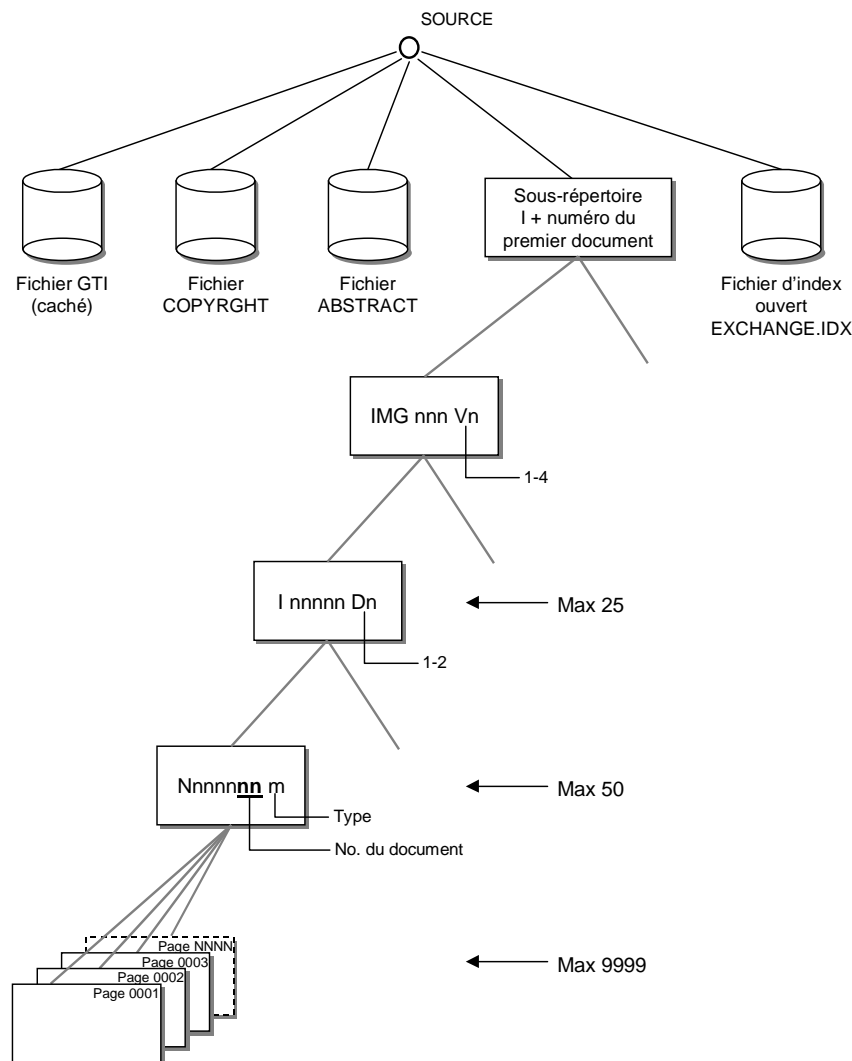 SOURCE
Sous-répertoire
I + numéro du
premier document
Fichier GTI
(caché)
Fichier
COPYRGHT
Fichier
ABSTRACT
Fichier d'index
ouvert
EXCHANGE.IDX
IMG nnn Vn
1-4
I nnnnn Dn
Max 25
1-2
Nnnnnnn m
Max 50
Type
No. du document
Page NNNN
Page 0003
Page 0002
Page 0001
Max 9999